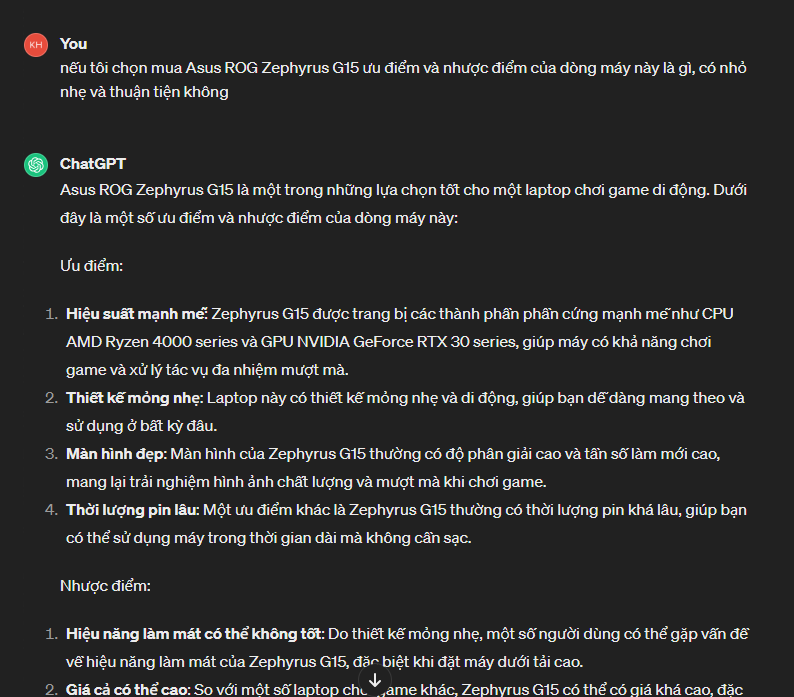 KH
You
nếu tôi chọn mua Asus ROG Zephyrus G15 ưu điểm và nhược điểm của dòng máy này là gì, có nhỏ
nhẹ và thuận tiện không
ChatGPT
Asus ROG Zephyrus G15 là một trong những lựa chọn tốt cho một laptop chơi game di động. Dưới
đây là một số ưu điểm và nhược điểm của dòng máy này:
Ưu điểm:
1. Hiệu suất mạnh mẽ: Zephyrus G15 được trang bị các thành phần phần cứng mạnh mẽ như CPU
AMD Ryzen 4000 series và GPU NVIDIA GeForce RTX 30 series, giúp máy có khả năng chơi
game và xử lý tác vụ đa nhiệm mượt mà.
2. Thiết kế mỏng nhẹ: Laptop này có thiết kế mỏng nhẹ và di động, giúp bạn dễ dàng mang theo và
sử dụng ở bất kỳ đâu.
3. Màn hình đẹp: Màn hình của Zephyrus G15 thường có độ phân giải cao và tần số làm mới cao,
mang lại trải nghiệm hình ảnh chất lượng và mượt mà khi chơi game.
4. Thời lượng pin lâu: Một ưu điểm khác là Zephyrus G15 thường có thời lượng pin khá lâu, giúp bạn
có thể sử dụng máy trong thời gian dài mà không cần sạc.
Nhược điểm:
1. Hiệu năng làm mát có thể không tốt: Do thiết kế mỏng nhẹ, một số người dùng có thể gặp vấn đề
về hiệu năng làm mát của Zephyrus G15, đặc biệt khi đặt máy dưới tải cao.
2. Giá cả có thể cao: So với một số laptop game khác, Zephyrus G15 có thể có giá khá cao, đặc